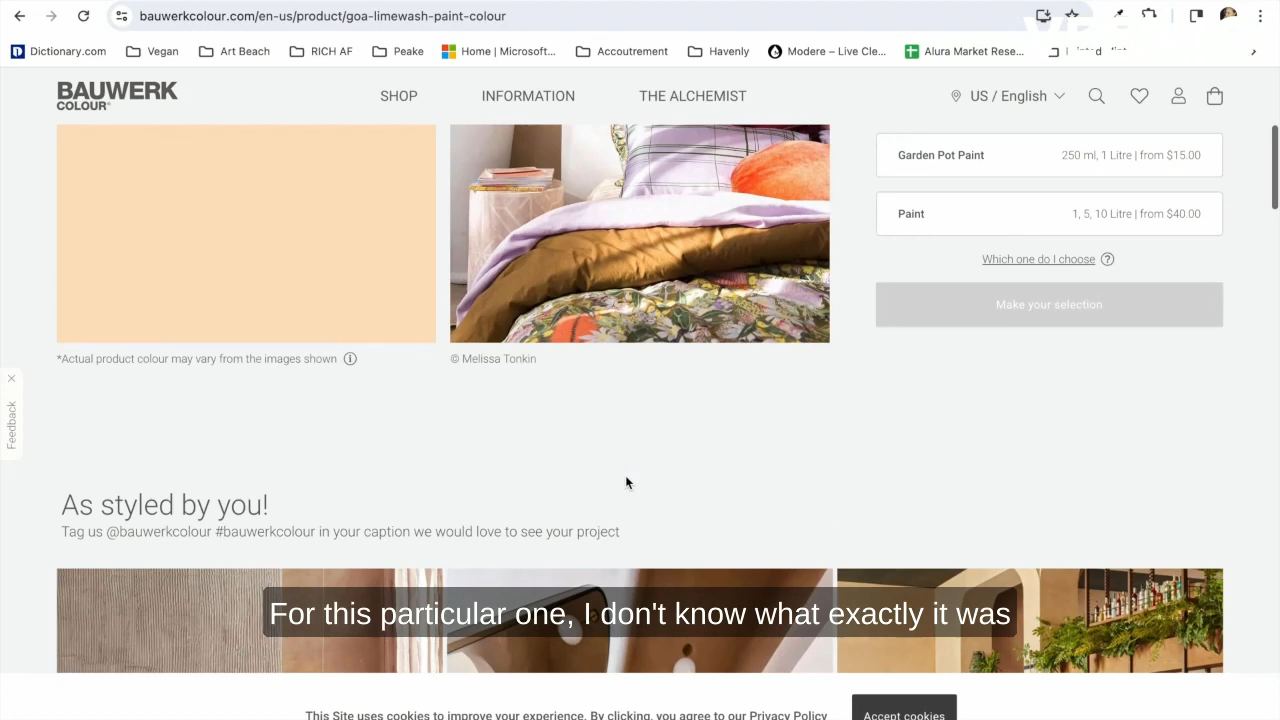 bauwerkcolour.com/en-us/product/goa-limewash-paint-colour
Dictionary.com Vegan Art Beach RICH AF Peake Home | Microsoft... Accoutrement Havenly Modere – Live Cle... Alura Market Rese...
BAUWERK
COLOUR®
SHOP INFORMATION THE ALCHEMIST US / English
Garden Pot Paint 250 ml, 1 Litre | from $15.00
Paint 1, 5, 10 Litre | from $40.00
Which one do I choose ?
Make your selection
*Actual product colour may vary from the images shown
© Melissa Tonkin
Feedback
As styled by you!
Tag us @bauwerkcolour #bauwerkcolour in your caption we would love to see your project
For this particular one, I don't know what exactly it was
This Site uses cookies to improve your experience. By clicking, you agree to our Privacy Policy
Accept cookies